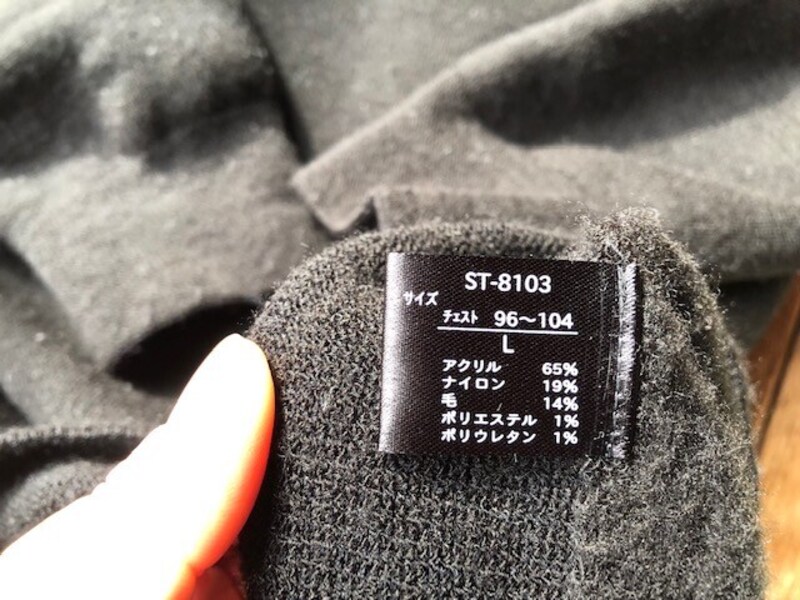 ST-8103
サイズ
チェスト 96〜104
L
アクリル 65%
ナイロン 19%
毛 14%
ポリエステル 1%
ポリウレタン 1%